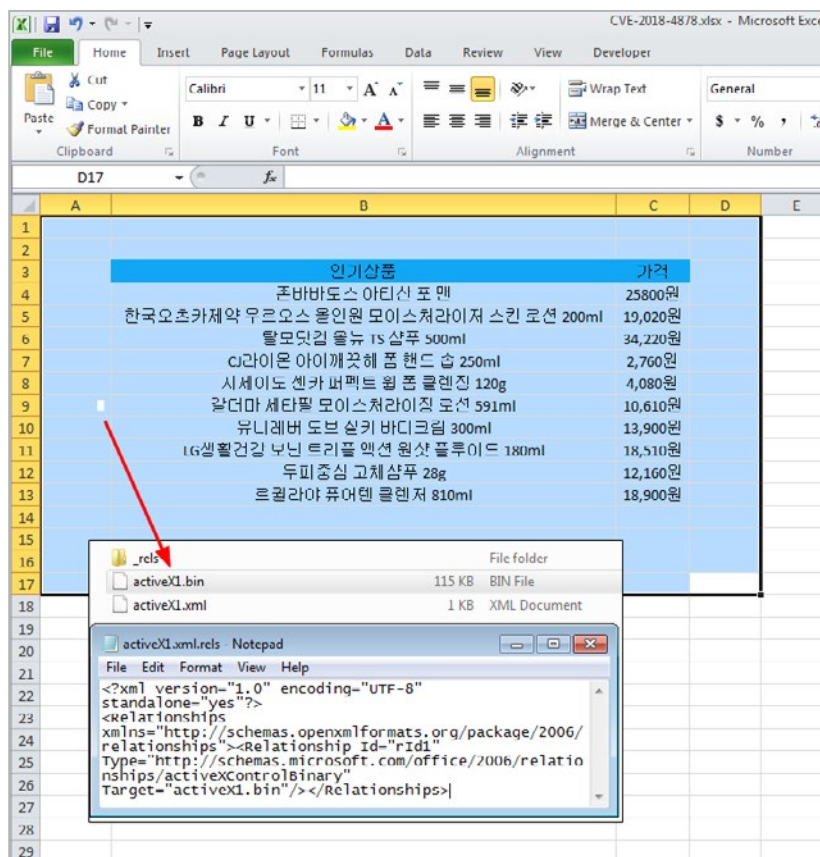 CVE-2018-4878.xlsx - Microsoft Exce
File Home Insert Page Layout Formulas Data Review View Developer
Cut
Copy
Format Painter
Paste
Calibri 11 A A Wrap Text General
B I U A Merge & Center $ % ,
Clipboard Font Alignment Number
D17 fx
A B C D E
1
2
3 인기상품 가격
4 존바바도스 아티산 포 맨 25800원
5 한국오츠카제약 우르오스 올인원 모이스처라이저 스킨 로션 200ml 19,020원
6 탈모닷컴 올뉴 TS 샴푸 500ml 34,220원
7 CJ라이온 아이깨끗해 폼 핸드 솝 250ml 2,760원
8 시세이도 센카 퍼펙트 휩 폼 클렌징 120g 4,080원
9 갈더마 세타필 모이스처라이징 로션 591ml 10,610원
10 유니레버 도브 실키 바디크림 300ml 13,900원
11 LG생활건강 보닌 트리플 액션 원샷 플루이드 180ml 18,510원
12 두피중심 고체샴푸 28g 12,160원
13 르귈라야 퓨어텐 클렌저 810ml 18,900원
14
15
16 _rels File folder
17 activeX1.bin 115 KB BIN File
18 activeX1.xml 1 KB XML Document
19
20 activeX1.xml.rels - Notepad
21 File Edit Format View Help
22 <?xml version="1.0" encoding="UTF-8"
standalone="yes"?>
23 <Relationships
xmlns="http://schemas.openxmlformats.org/package/2006/
24 relationships"><Relationship Id="rId1"
25 Type="http://schemas.microsoft.com/office/2006/relatio
nships/activeXControlBinary"
26 Target="activeX1.bin"/></Relationships>
27
28
29